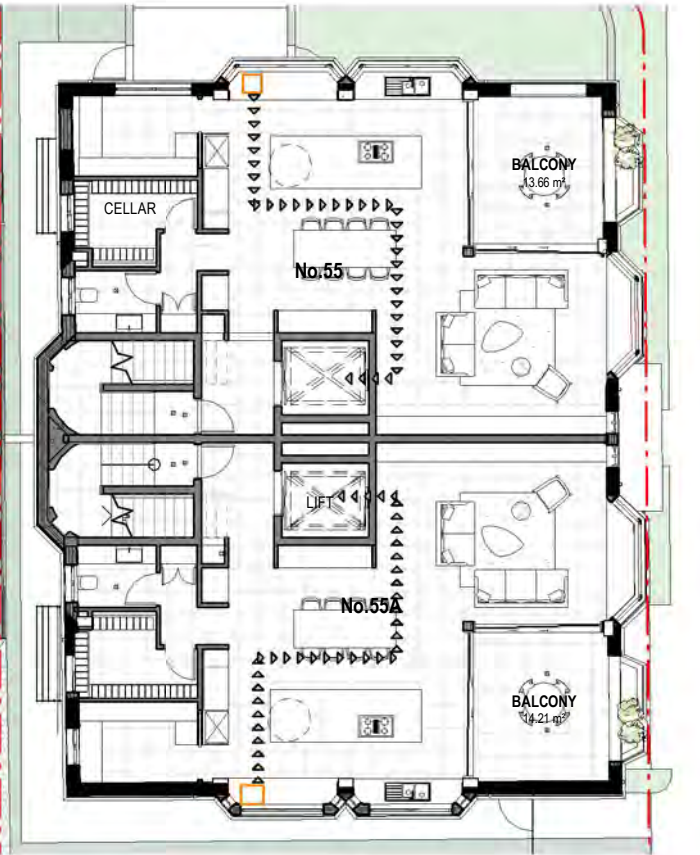 BALCONY
13.66 m²
CELLAR
No.55
LIFT
No.55A
BALCONY
14.21 m²